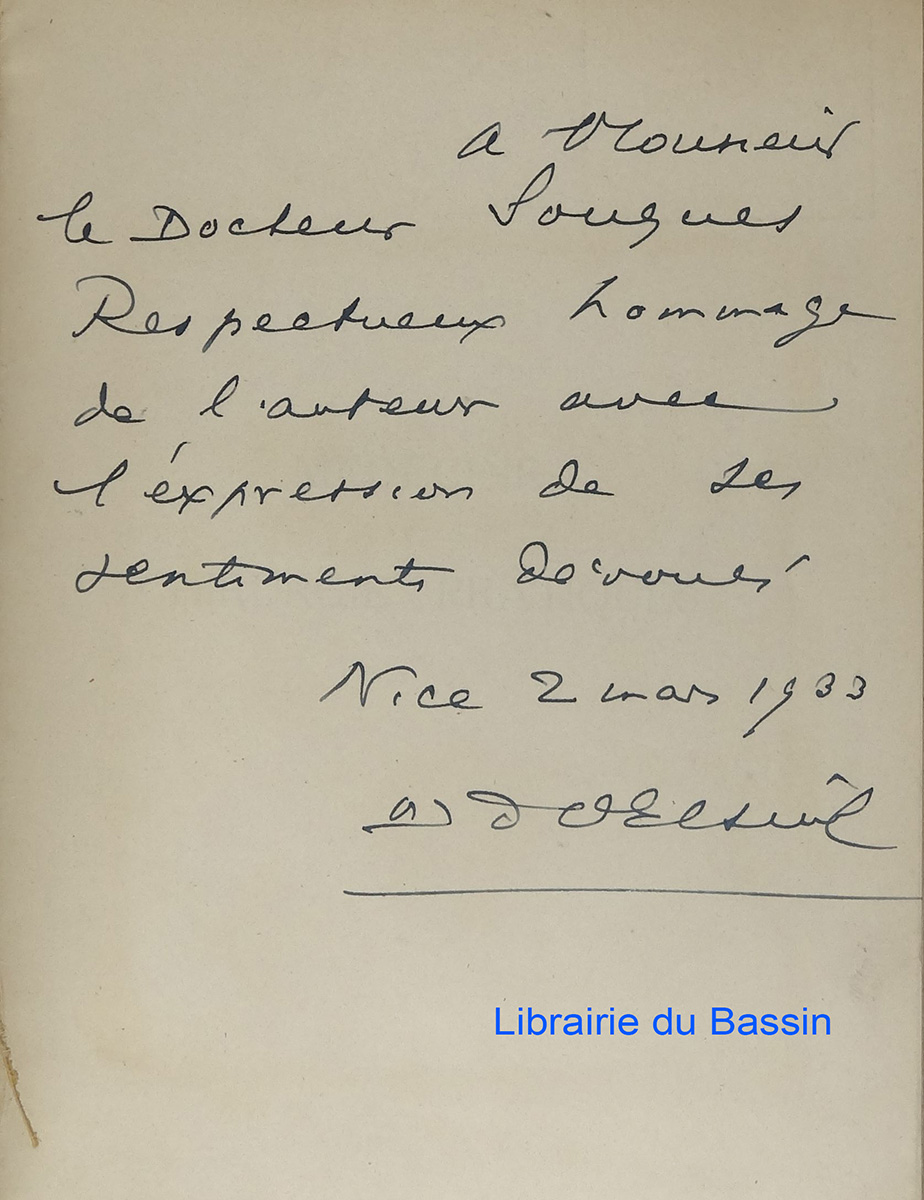 a Monsieur
le Docteur Souques
Respectueux hommage
de l'auteur avec
l'éxpression de ses
sentiments dévoués
Nice 2 mars 1933
Librairie du Bassin